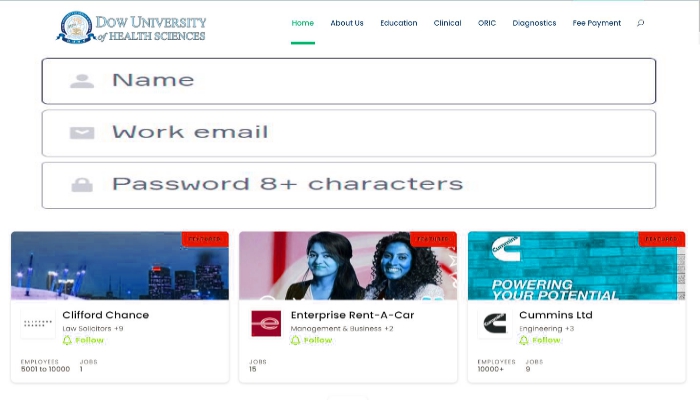 DOW UNIVERSITY
of HEALTH SCIENCES
Home About Us Education Clinical ORIC Diagnostics Fee Payment
Name
Work email
Password 8+ characters
FEATURED FEATURED FEATURED
Cummins
POWERING
YOUR POTENTIAL
Clifford Chance
Law Solicitors +9
Follow
EMPLOYEES JOBS
5001 to 10000 1
Enterprise Rent-A-Car
Management & Business +2
Follow
JOBS
15
Cummins Ltd
Engineering +3
Follow
EMPLOYEES JOBS
10000+ 9